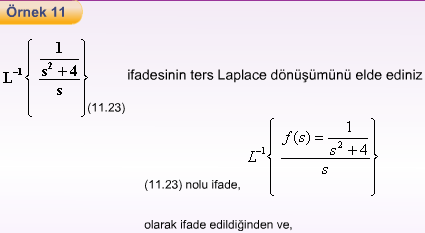 Örnek 11
L⁻¹{ (1/(s² + 4))/s } (11.23) ifadesinin ters Laplace dönüşümünü elde ediniz
(11.23) nolu ifade, L⁻¹{ (f(s) = 1/(s² + 4))/s }
olarak ifade edildiğinden ve,